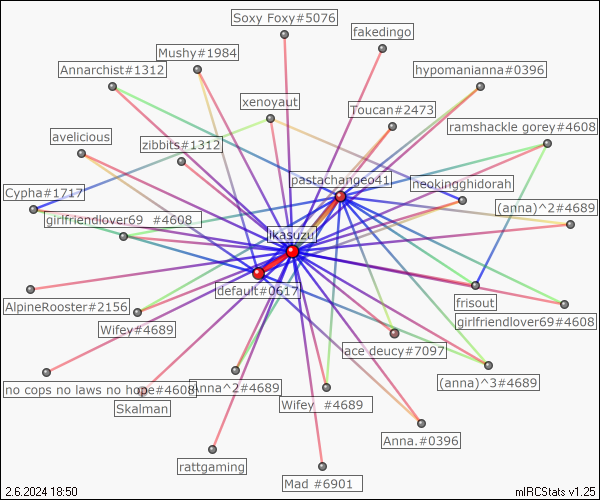 Soxy Foxy#5076
fakedingo
Mushy#1984
Annarchist#1312
hypomanianna#0396
xenoyaut
Toucan#2473
ramshackle gorey#4608
avelicious
zibbits#1312
pastachangeo41
neokingghidorah
Cypha#1717
(anna)^2#4689
girlfriendlover69 #4608
Ikasuzu
default#0617
frisout
AlpineRooster#2156
girlfriendlover69#4608
Wifey#4689
ace deucy#7097
no cops no laws no hope#4608
Anna^2#4689
(anna)^3#4689
Skalman
Wifey #4689
Anna.#0396
rattgaming
Mad #6901
2.6.2024 18:50
mIRCStats v1.25